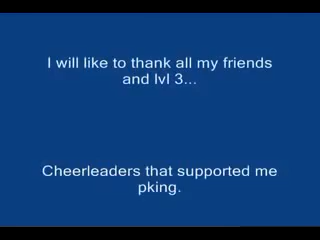 I will like to thank all my friends
and lvl 3...
Cheerleaders that supported me
pking.